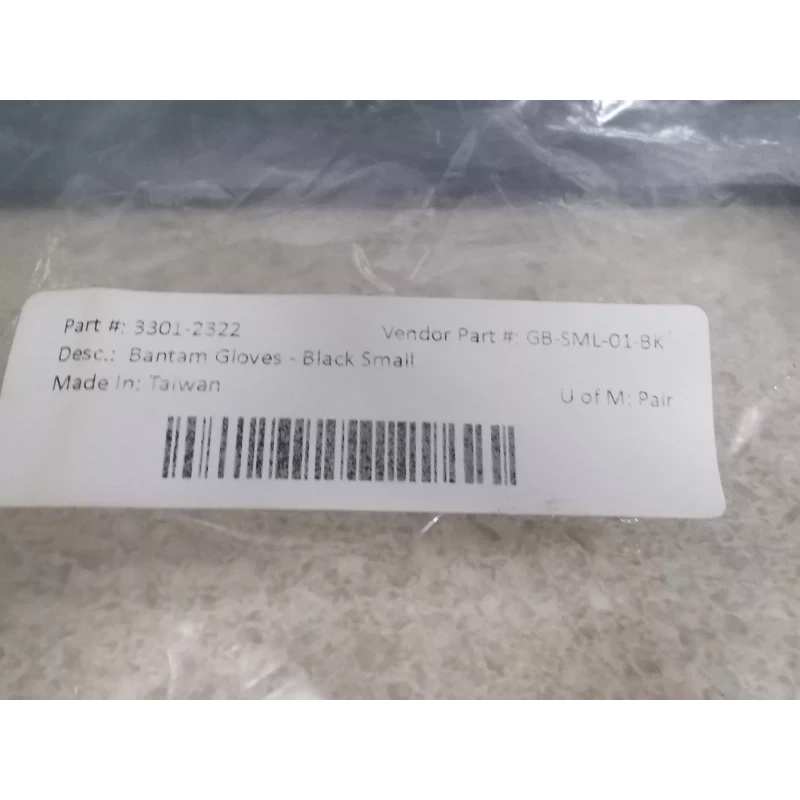 Part #: 3301-2322 Vendor Part #: GB-SML-01-BK
Desc.: Bantam Gloves - Black Small
Made In: Taiwan U of M: Pair